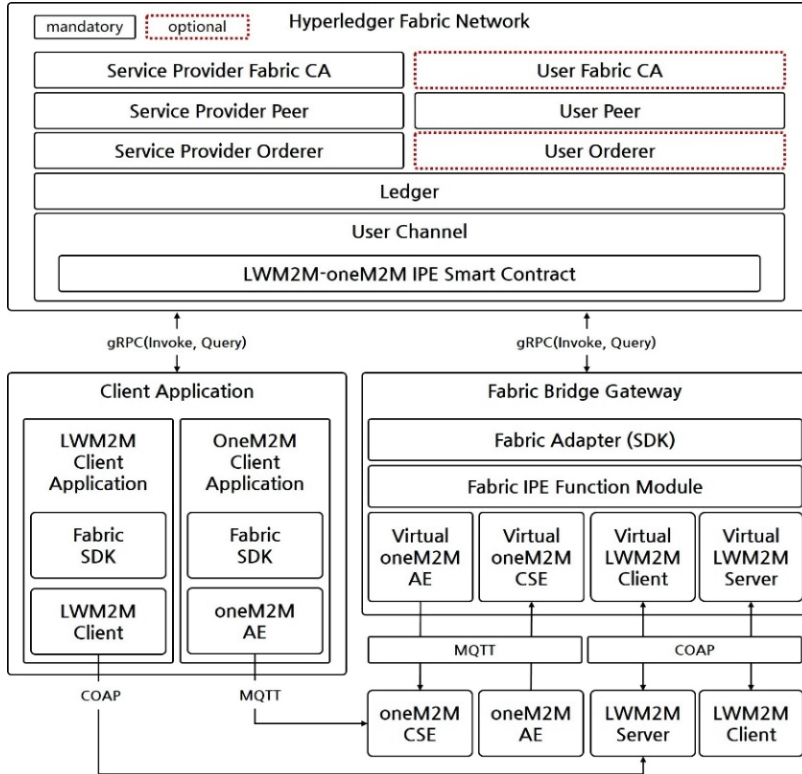 mandatory
optional
Hyperledger Fabric Network
Service Provider Fabric CA
User Fabric CA
Service Provider Peer
User Peer
Service Provider Orderer
User Orderer
Ledger
User Channel
LWM2M-oneM2M IPE Smart Contract
gRPC(Invoke, Query)
gRPC(Invoke, Query)
Client Application
LWM2M
Client
Application
Fabric
SDK
LWM2M
Client
OneM2M
Client
Application
Fabric
SDK
oneM2M
AE
Fabric Bridge Gateway
Fabric Adapter (SDK)
Fabric IPE Function Module
Virtual
oneM2M
AE
Virtual
oneM2M
CSE
Virtual
LWM2M
Client
Virtual
LWM2M
Server
MQTT
COAP
COAP
MQTT
oneM2M
CSE
oneM2M
AE
LWM2M
Server
LWM2M
Client